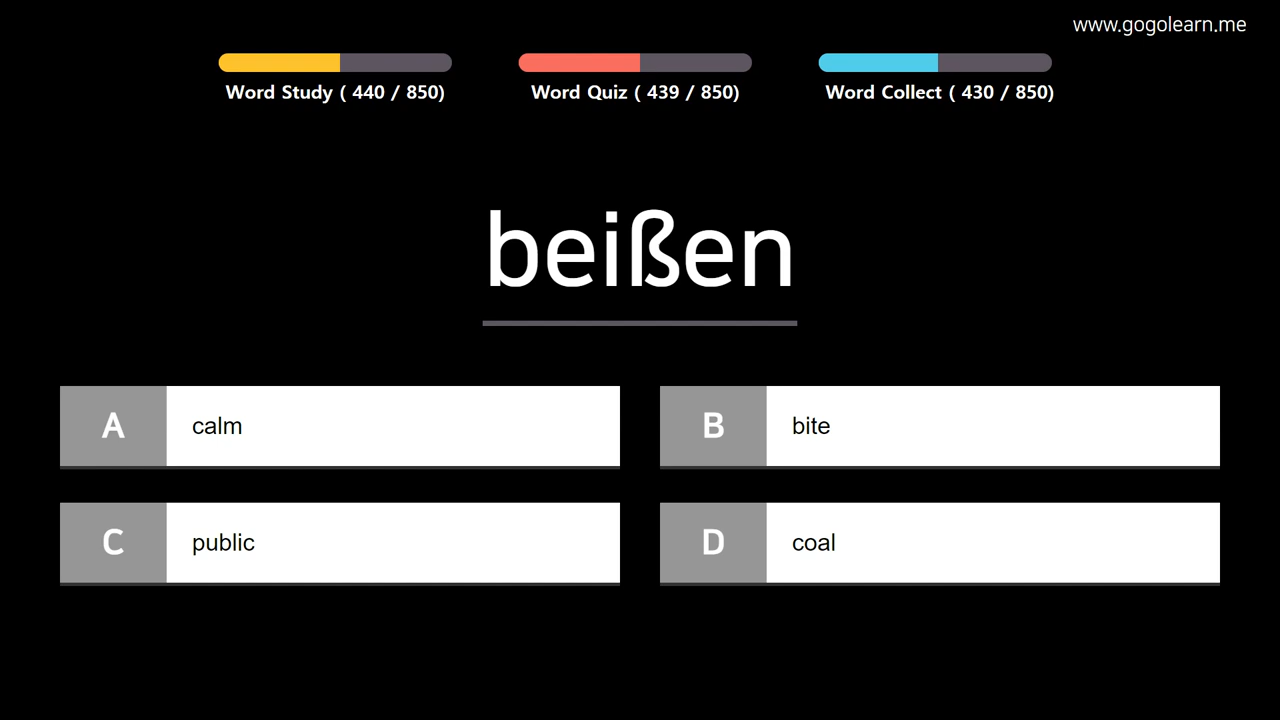 www.gogolearn.me
Word Study ( 440 / 850)
Word Quiz ( 439 / 850)
Word Collect ( 430 / 850)
beißen
A calm
B bite
C public
D coal